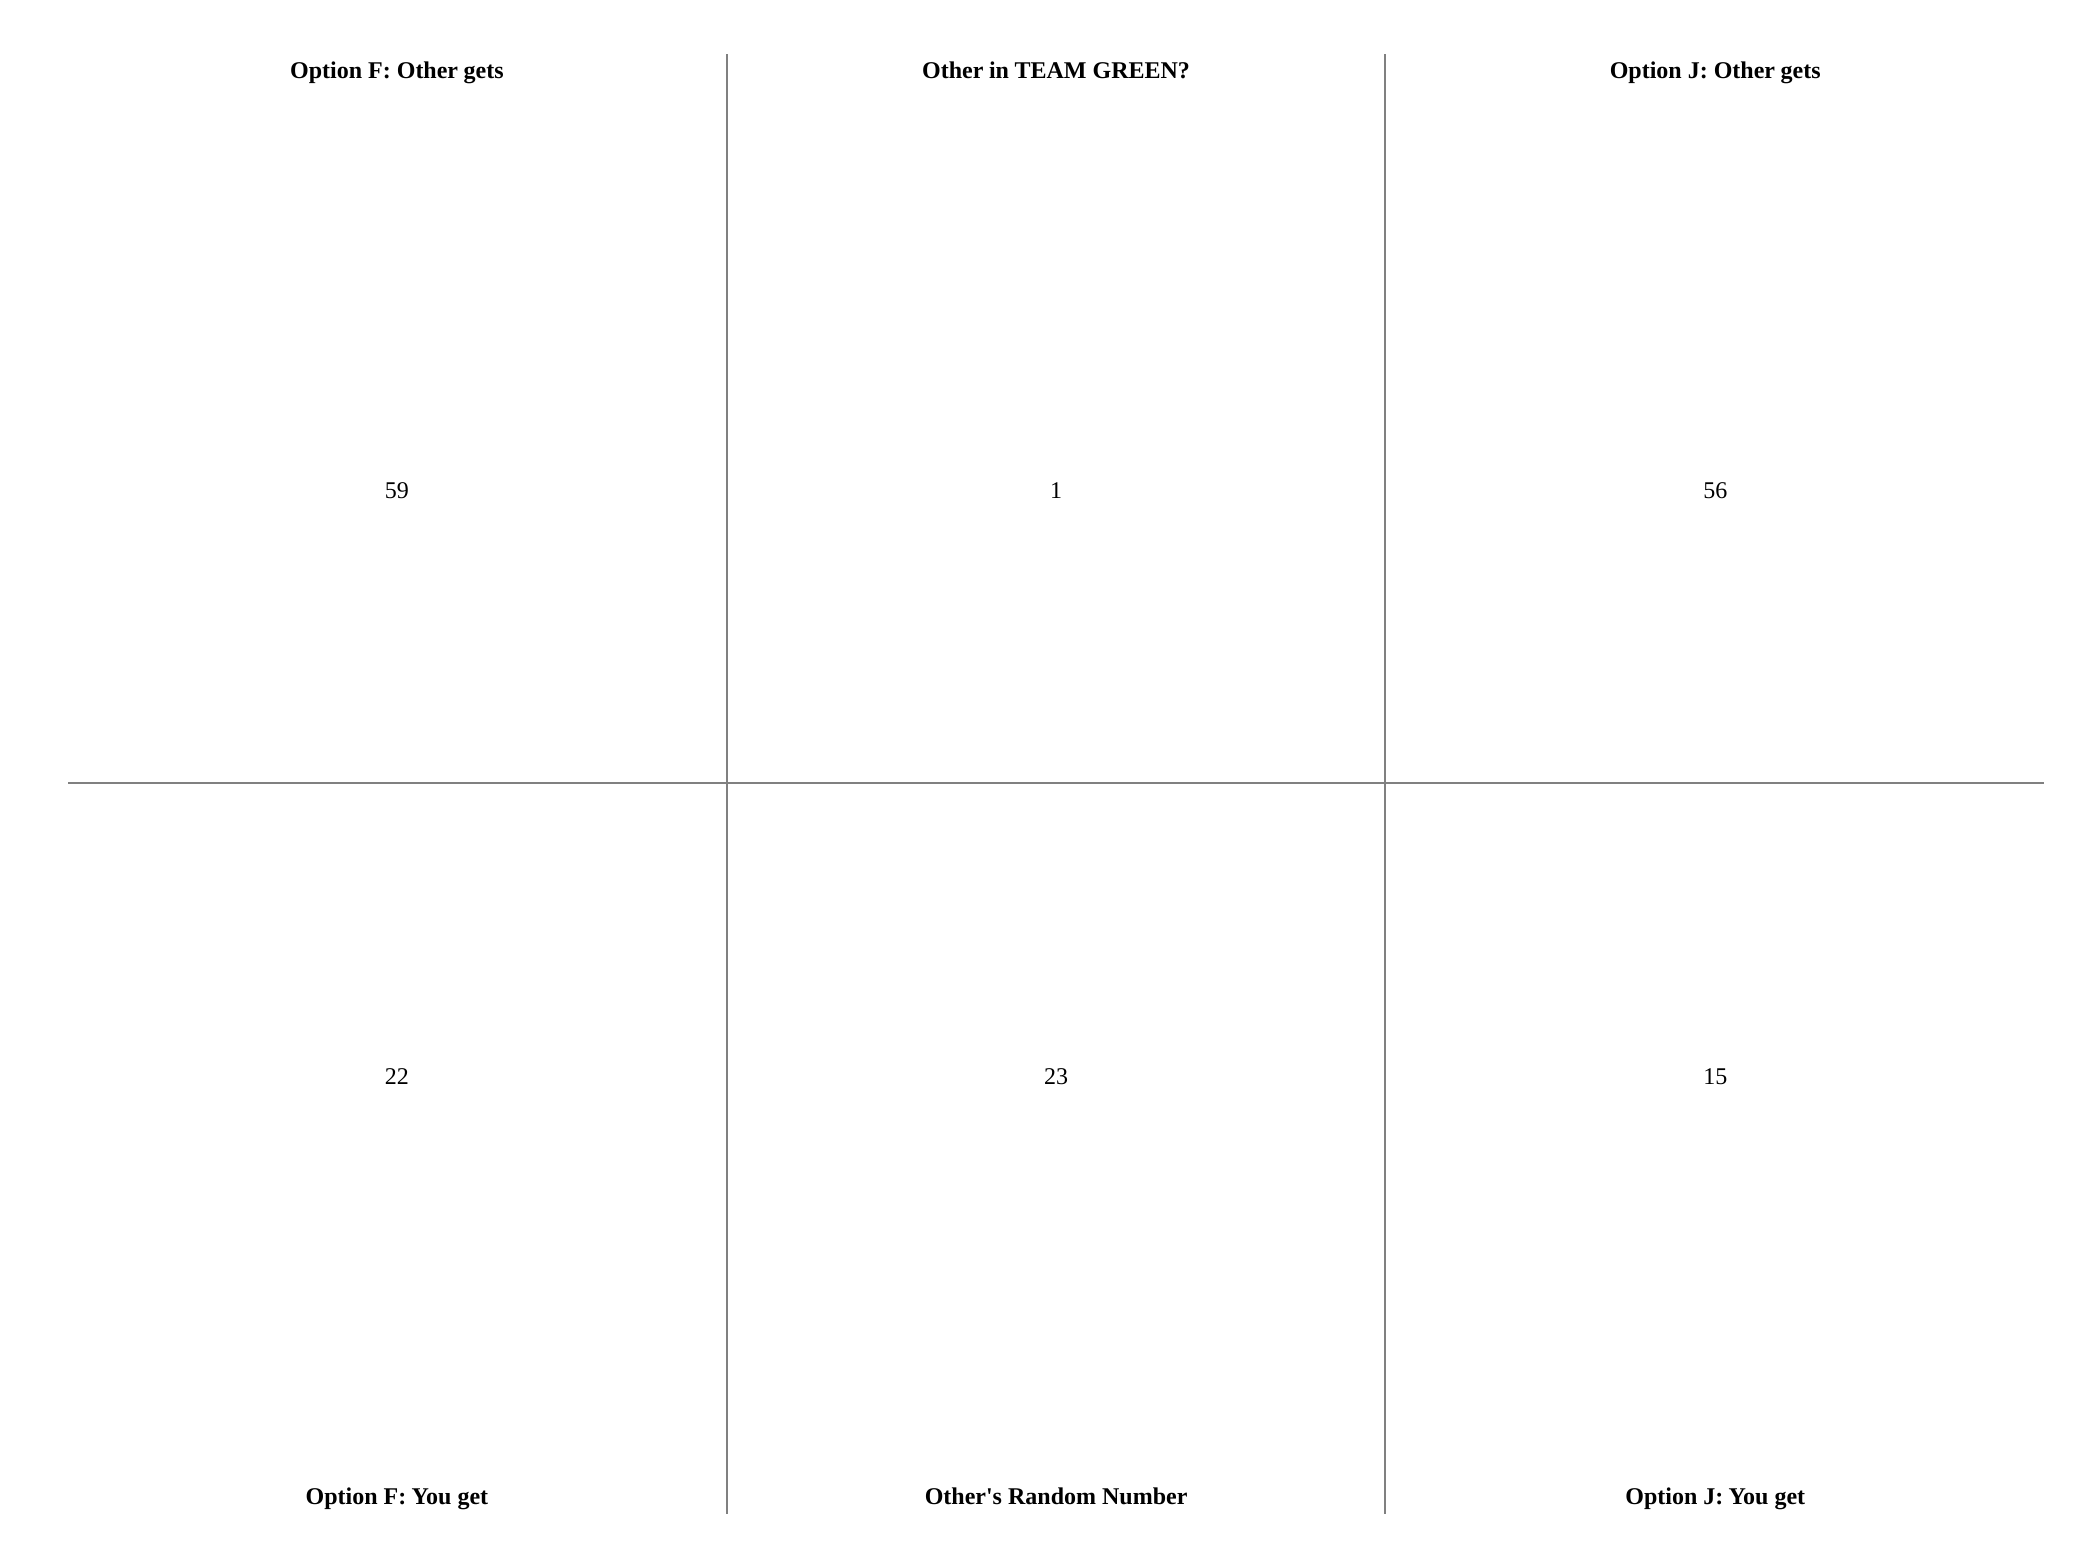 Option F: Other gets
Other in TEAM GREEN?
Option J: Other gets
59
1
56
22
23
15
Option F: You get
Other's Random Number
Option J: You get